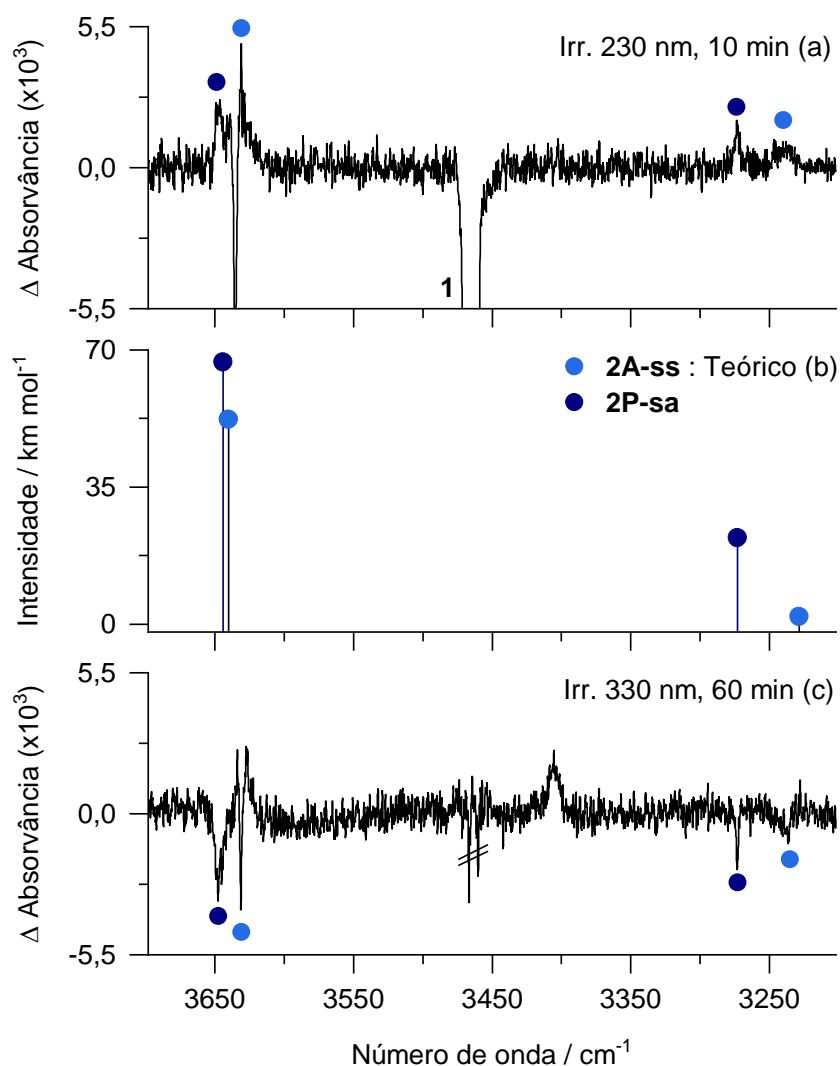 5,5
Irr. 230 nm, 10 min (a)
0,0
Δ Absorvância (x10³)
1
-5,5
70
2A-ss : Teórico (b)
2P-sa
35
Intensidade / km mol⁻¹
0
5,5
Irr. 330 nm, 60 min (c)
0,0
Δ Absorvância (x10³)
-5,5
3650 3550 3450 3350 3250
Número de onda / cm⁻¹